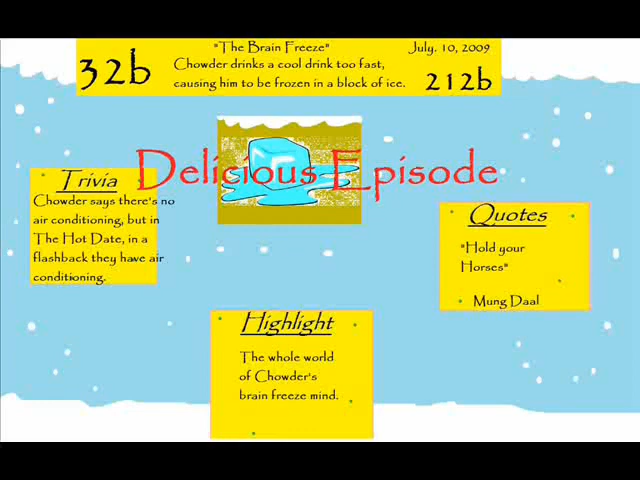 32b
"The Brain Freeze"
July. 10, 2009
Chowder drinks a cool drink too fast,
causing him to be frozen in a block of ice.
212b
Delicious Episode
Trivia
Chowder says there's no
air conditioning, but in
The Hot Date, in a
flashback they have air
conditioning.
Quotes
"Hold your
Horses"
Mung Daal
Highlight
The whole world
of Chowder's
brain freeze mind.